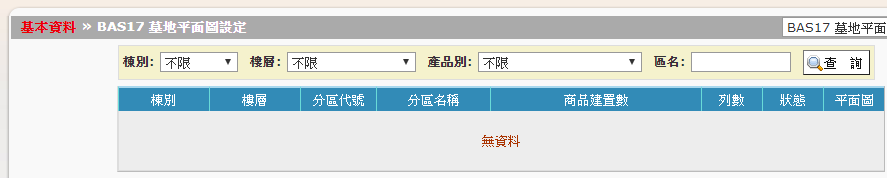 基本資料 » BAS17 墓地平面圖設定 BAS17 墓地平面
棟別: 不限 樓層: 不限 產品別: 不限 區名: 查 詢
棟別 樓層 分區代號 分區名稱 商品建置數 列數 狀態 平面圖
無資料